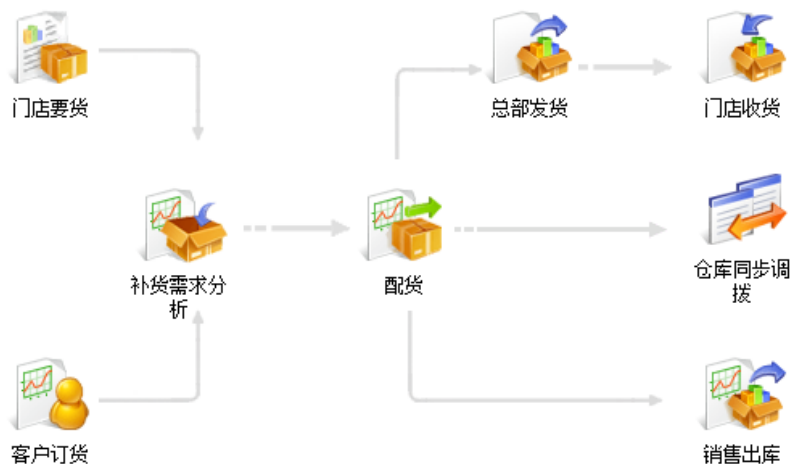 门店要货
总部发货
门店收货
补货需求分
析
配货
仓库同步调
拨
客户订货
销售出库